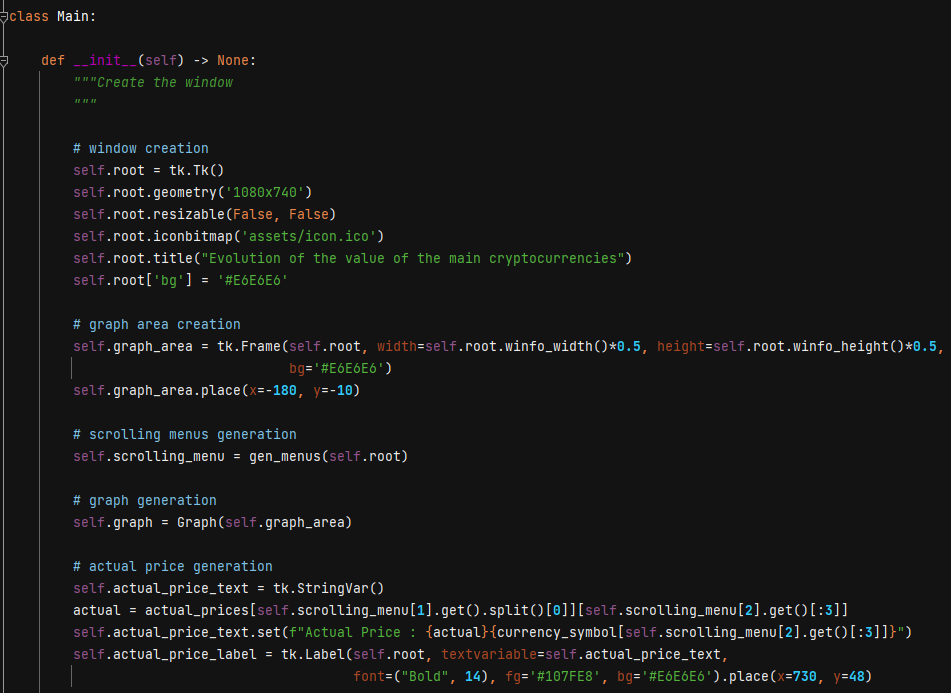 class Main:
    def __init__(self) -> None:
        """Create the window
        """
        # window creation
        self.root = tk.Tk()
        self.root.geometry('1080x740')
        self.root.resizable(False, False)
        self.root.iconbitmap('assets/icon.ico')
        self.root.title("Evolution of the value of the main cryptocurrencies")
        self.root['bg'] = '#E6E6E6'
        # graph area creation
        self.graph_area = tk.Frame(self.root, width=self.root.winfo_width()*0.5, height=self.root.winfo_height()*0.5,
                                   bg='#E6E6E6')
        self.graph_area.place(x=-180, y=-10)
        # scrolling menus generation
        self.scrolling_menu = gen_menus(self.root)
        # graph generation
        self.graph = Graph(self.graph_area)
        # actual price generation
        self.actual_price_text = tk.StringVar()
        actual = actual_prices[self.scrolling_menu[1].get().split()[0]][self.scrolling_menu[2].get()[:3]]
        self.actual_price_text.set(f"Actual Price : {actual}{currency_symbol[self.scrolling_menu[2].get()[:3]]}")
        self.actual_price_label = tk.Label(self.root, textvariable=self.actual_price_text,
                                           font=("Bold", 14), fg='#107FE8', bg='#E6E6E6').place(x=730, y=48)